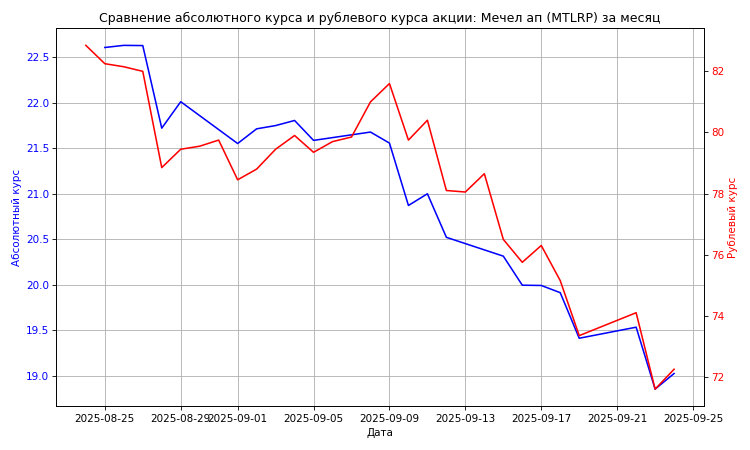 Сравнение абсолютного курса и рублевого курса акции: Мечел ап (MTLRP) за месяц
22.5
22.0
21.5
21.0
20.5
20.0
19.5
19.0
Абсолютный курс
82
80
78
76
74
72
Рублевый курс
2025-08-25 2025-08-29 2025-09-01 2025-09-05 2025-09-09 2025-09-13 2025-09-17 2025-09-21 2025-09-25
Дата